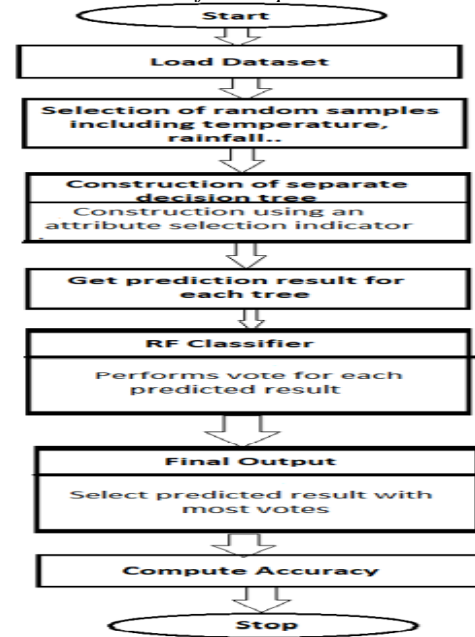 Start
Load Dataset
Selection of random samples
including temperature,
rainfall..
Construction of separate
decision tree
Construction using an
attribute selection indicator
Get prediction result for
each tree
RF Classifier
Performs vote for each
predicted result
Final Output
Select predicted result with
most votes
Compute Accuracy
Stop